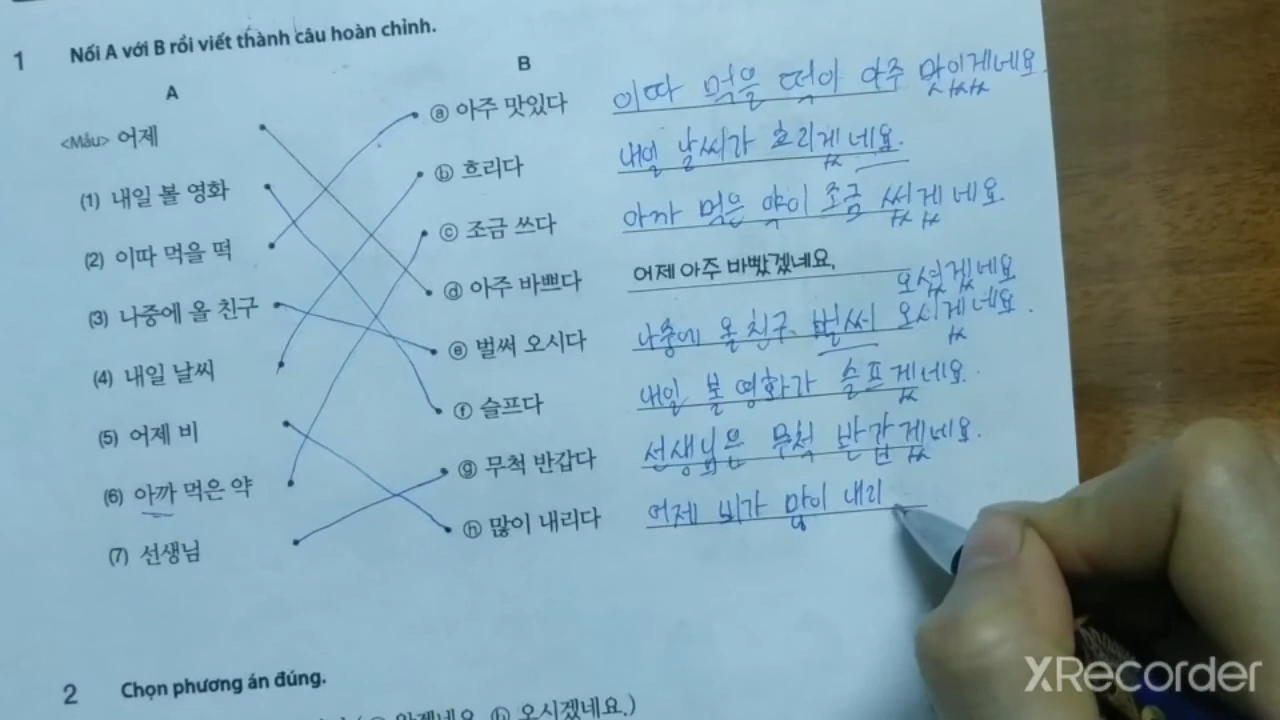 1 Nối A với B rồi viết thành câu hoàn chỉnh.
A
B
<Mẫu> 어제
(1) 내일 볼 영화
(2) 이따 먹을 떡
(3) 나중에 올 친구
(4) 내일 날씨
(5) 어제 비
(6) 아까 먹은 약
(7) 선생님
ⓐ 아주 맛있다
ⓑ 흐리다
ⓒ 조금 쓰다
ⓓ 아주 바쁘다
ⓔ 벌써 오시다
ⓕ 슬프다
ⓖ 무척 반갑다
ⓗ 많이 내리다
이따 먹을 떡이 아주 맛있겠네요.
내일 날씨가 흐리겠네요.
아까 먹은 약이 조금 썼겠네요
어제 아주 바빴겠네요.
오셨겠네요
나중에 올 친구 벌써 오시겠네요.
내일 볼 영화가 슬프겠네요.
선생님은 무척 반갑겠네요.
어제 비가 많이 내리
2 Chọn phương án đúng.
ⓑ 오시겠네요.)
XRecorder